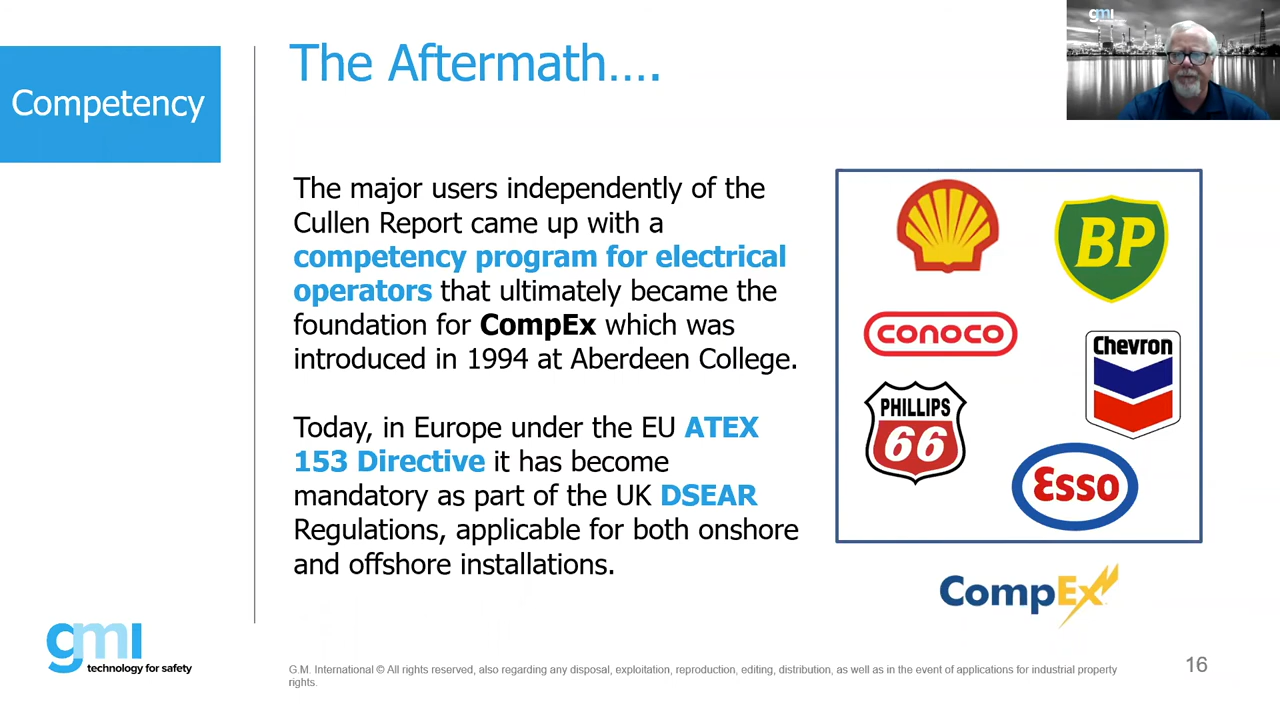 gmi
The Aftermath....
Competency
The major users independently of the
Cullen Report came up with a
competency program for electrical
operators that ultimately became the
foundation for CompEx which was
introduced in 1994 at Aberdeen College.
Today, in Europe under the EU ATEX
153 Directive it has become
mandatory as part of the UK DSEAR
Regulations, applicable for both onshore
and offshore installations.
BP
conoco
Chevron
PHILLIPS
66
Esso
CompEx
gmi
technology for safety
G.M. International © All rights reserved, also regarding any disposal, exploitation, reproduction, editing, distribution, as well as in the event of applications for industrial property
rights.
16